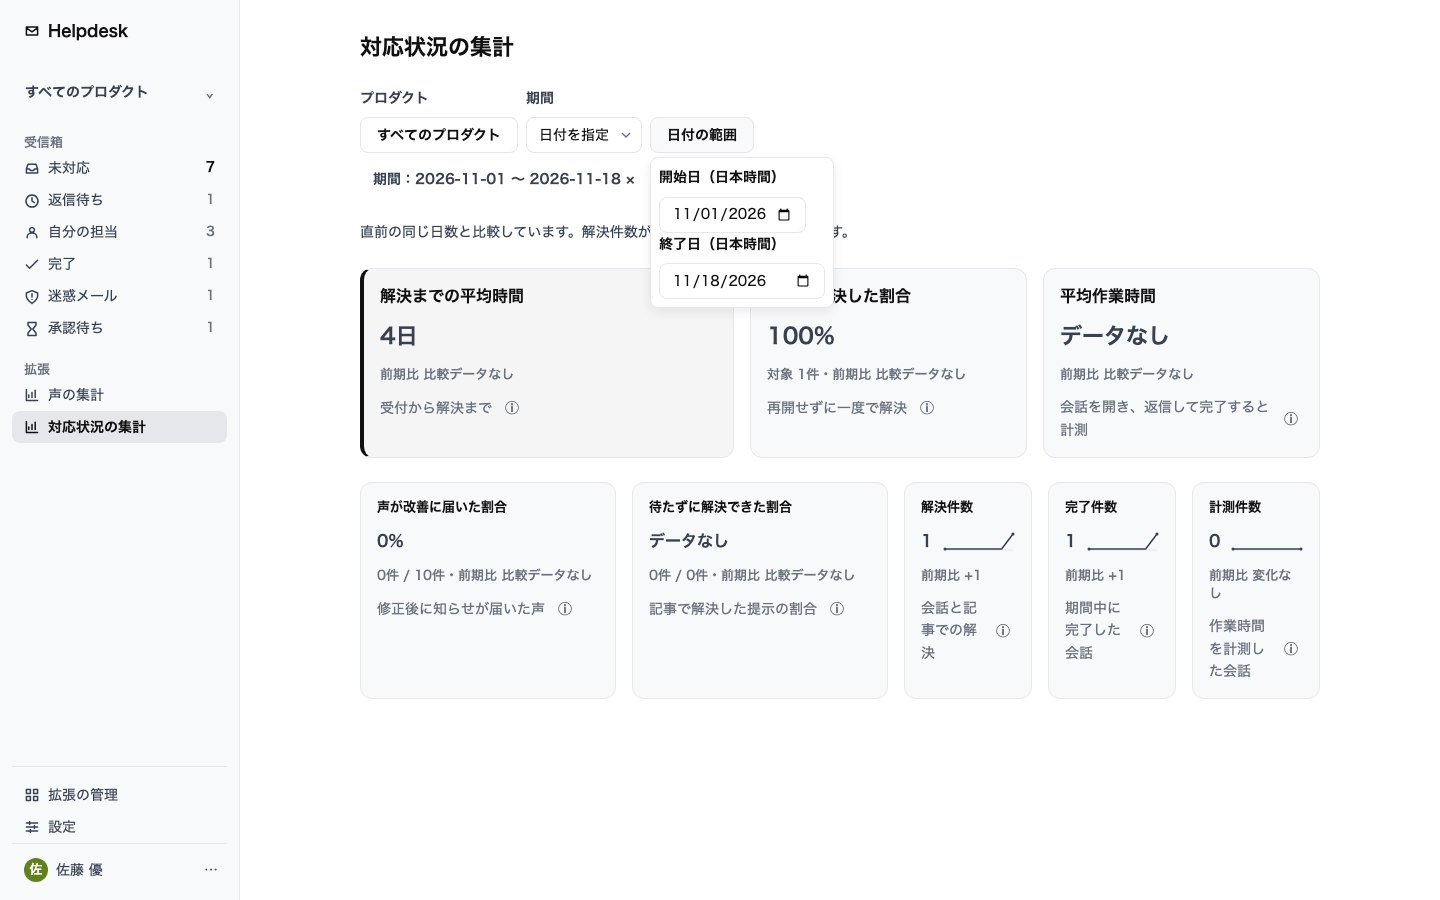 Helpdesk
すべてのプロダクト
受信箱
未対応 7
返信待ち 1
自分の担当 3
完了 1
迷惑メール 1
承認待ち 1
拡張
声の集計
対応状況の集計
拡張の管理
設定
佐 佐藤 優 …
対応状況の集計
プロダクト 期間
すべてのプロダクト 日付を指定 日付の範囲
期間：2026-11-01 〜 2026-11-18 ×
開始日（日本時間）
11/01/2026
終了日（日本時間）
11/18/2026
直前の同じ日数と比較しています。解決件数が
す。
解決までの平均時間
4日
前期比 比較データなし
受付から解決まで
決した割合
100%
対象 1件・前期比 比較データなし
再開せずに一度で解決
平均作業時間
データなし
前期比 比較データなし
会話を開き、返信して完了すると
計測
声が改善に届いた割合
0%
0件 / 10件・前期比 比較データなし
修正後に知らせが届いた声
待たずに解決できた割合
データなし
0件 / 0件・前期比 比較データなし
記事で解決した提示の割合
解決件数
1
前期比 +1
会話と記
事での解
決
完了件数
1
前期比 +1
期間中に
完了した
会話
計測件数
0
前期比 変化な
し
作業時間
を計測し
た会話